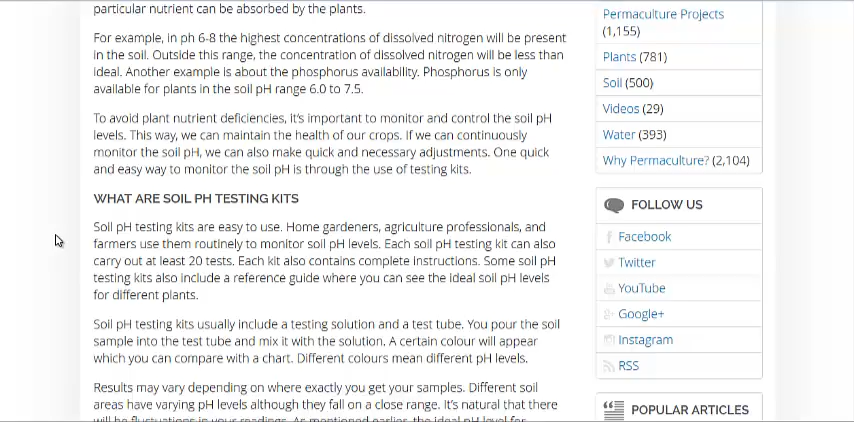 particular nutrient can be absorbed by the plants.
For example, in ph 6-8 the highest concentrations of dissolved nitrogen will be present
in the soil. Outside this range, the concentration of dissolved nitrogen will be less than
ideal. Another example is about the phosphorus availability. Phosphorus is only
available for plants in the soil pH range 6.0 to 7.5.
To avoid plant nutrient deficiencies, it's important to monitor and control the soil pH
levels. This way, we can maintain the health of our crops. If we can continuously
monitor the soil pH, we can also make quick and necessary adjustments. One quick
and easy way to monitor the soil pH is through the use of testing kits.
WHAT ARE SOIL PH TESTING KITS
Soil pH testing kits are easy to use. Home gardeners, agriculture professionals, and
farmers use them routinely to monitor soil pH levels. Each soil pH testing kit can also
carry out at least 20 tests. Each kit also contains complete instructions. Some soil pH
testing kits also include a reference guide where you can see the ideal soil pH levels
for different plants.
Soil pH testing kits usually include a testing solution and a test tube. You pour the soil
sample into the test tube and mix it with the solution. A certain colour will appear
which you can compare with a chart. Different colours mean different pH levels.
Results may vary depending on where exactly you get your samples. Different soil
areas have varying pH levels although they fall on a close range. It's natural that there
will be fluctuations in your readings. As mentioned earlier, the ideal pH level for
Permaculture Projects
(1,155)
Plants (781)
Soil (500)
Videos (29)
Water (393)
Why Permaculture? (2,104)
FOLLOW US
Facebook
Twitter
YouTube
Google+
Instagram
RSS
POPULAR ARTICLES